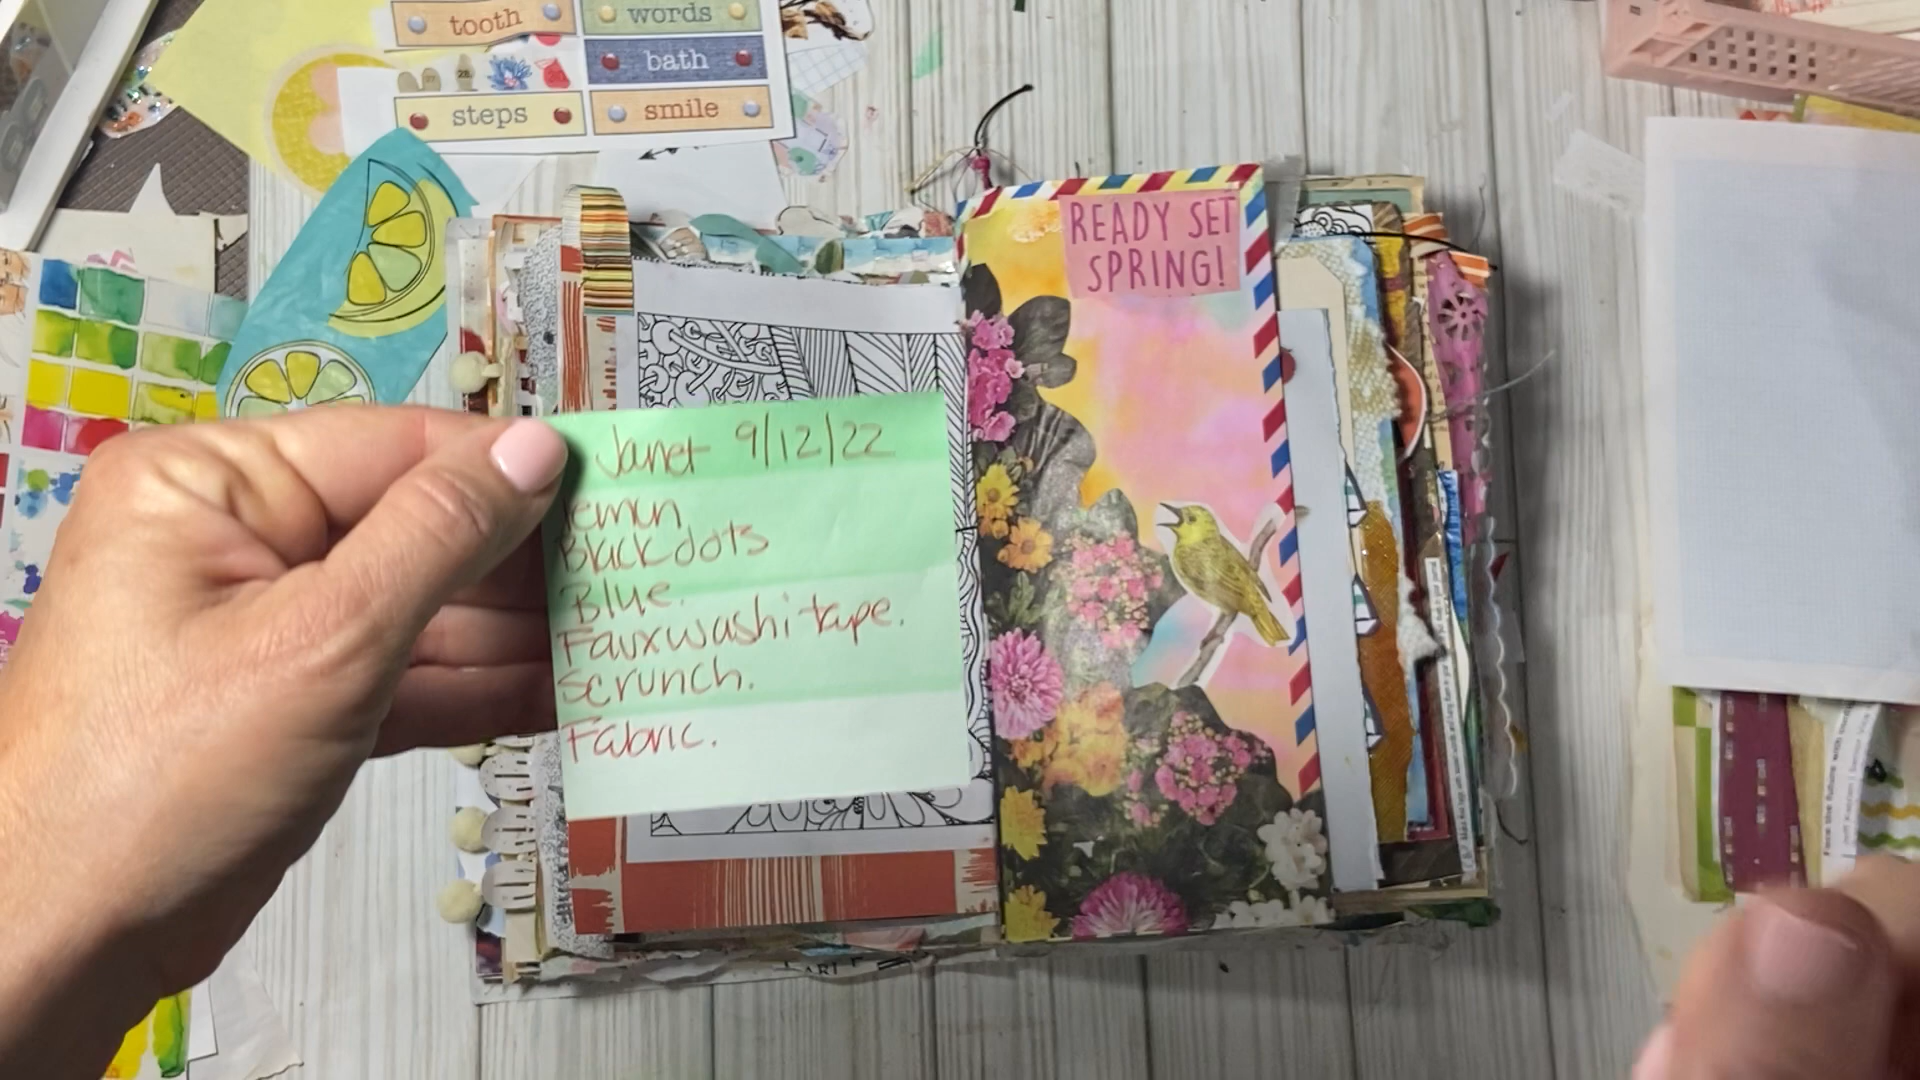 tooth
words
bath
steps
smile
READY SET
SPRING!
Janet 9/12/22
lemun
Black dots
Blue.
Faux washi tape.
Scrunch.
Fabric.